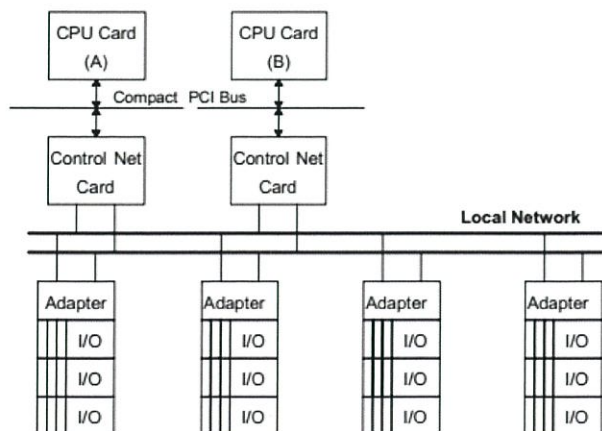 CPU Card
(A)
CPU Card
(B)
Compact PCI Bus
Control Net
Card
Control Net
Card
Local Network
Adapter
Adapter
Adapter
Adapter
I/O
I/O
I/O
I/O
I/O
I/O
I/O
I/O
I/O
I/O
I/O
I/O